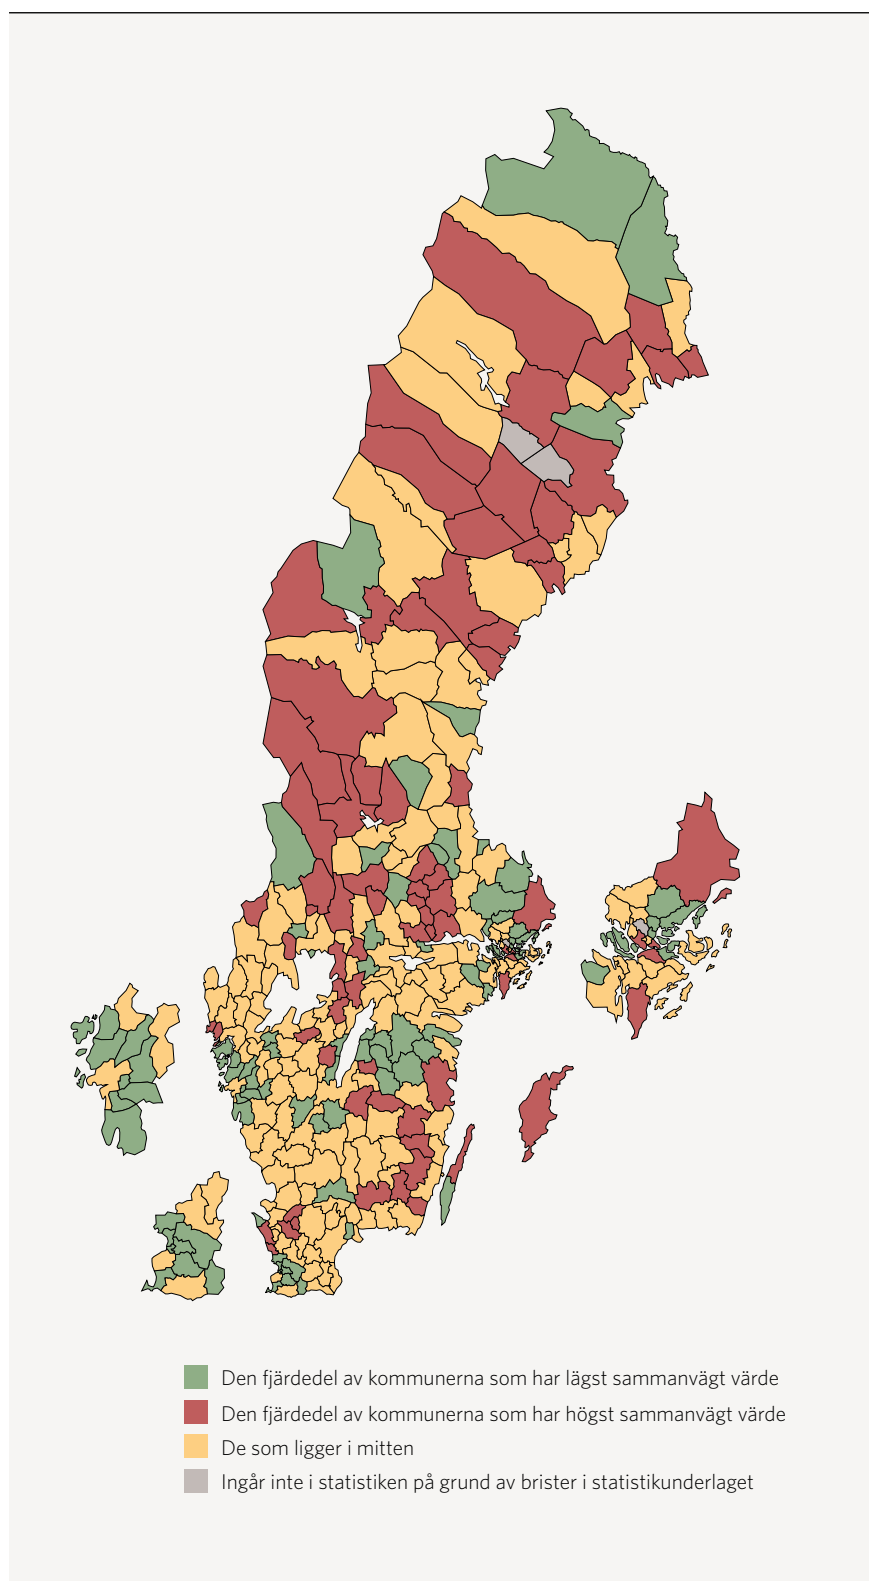 Den fjärdedel av kommunerna som har lägst sammanvägt värde
Den fjärdedel av kommunerna som har högst sammanvägt värde
De som ligger i mitten
Ingår inte i statistiken på grund av brister i statistikunderlaget